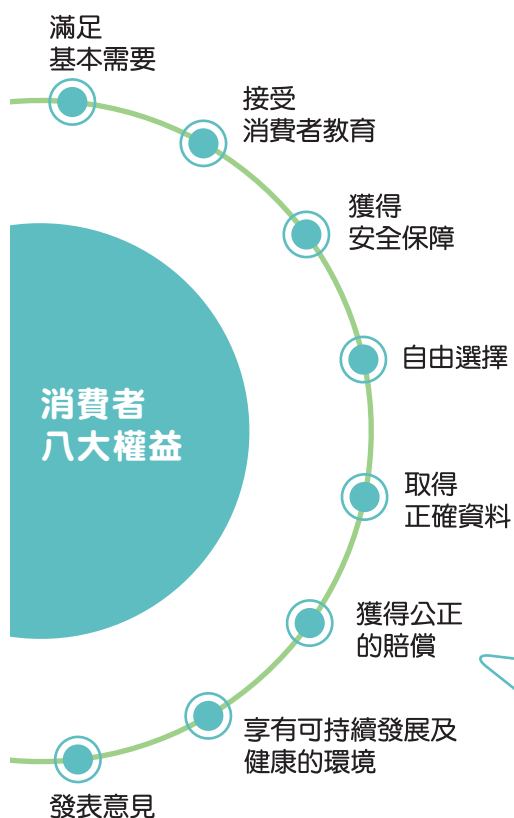 滿足
基本需要
接受
消費者教育
獲得
安全保障
自由選擇
消費者
八大權益
取得
正確資料
獲得公正
的賠償
享有可持續發展及
健康的環境
發表意見